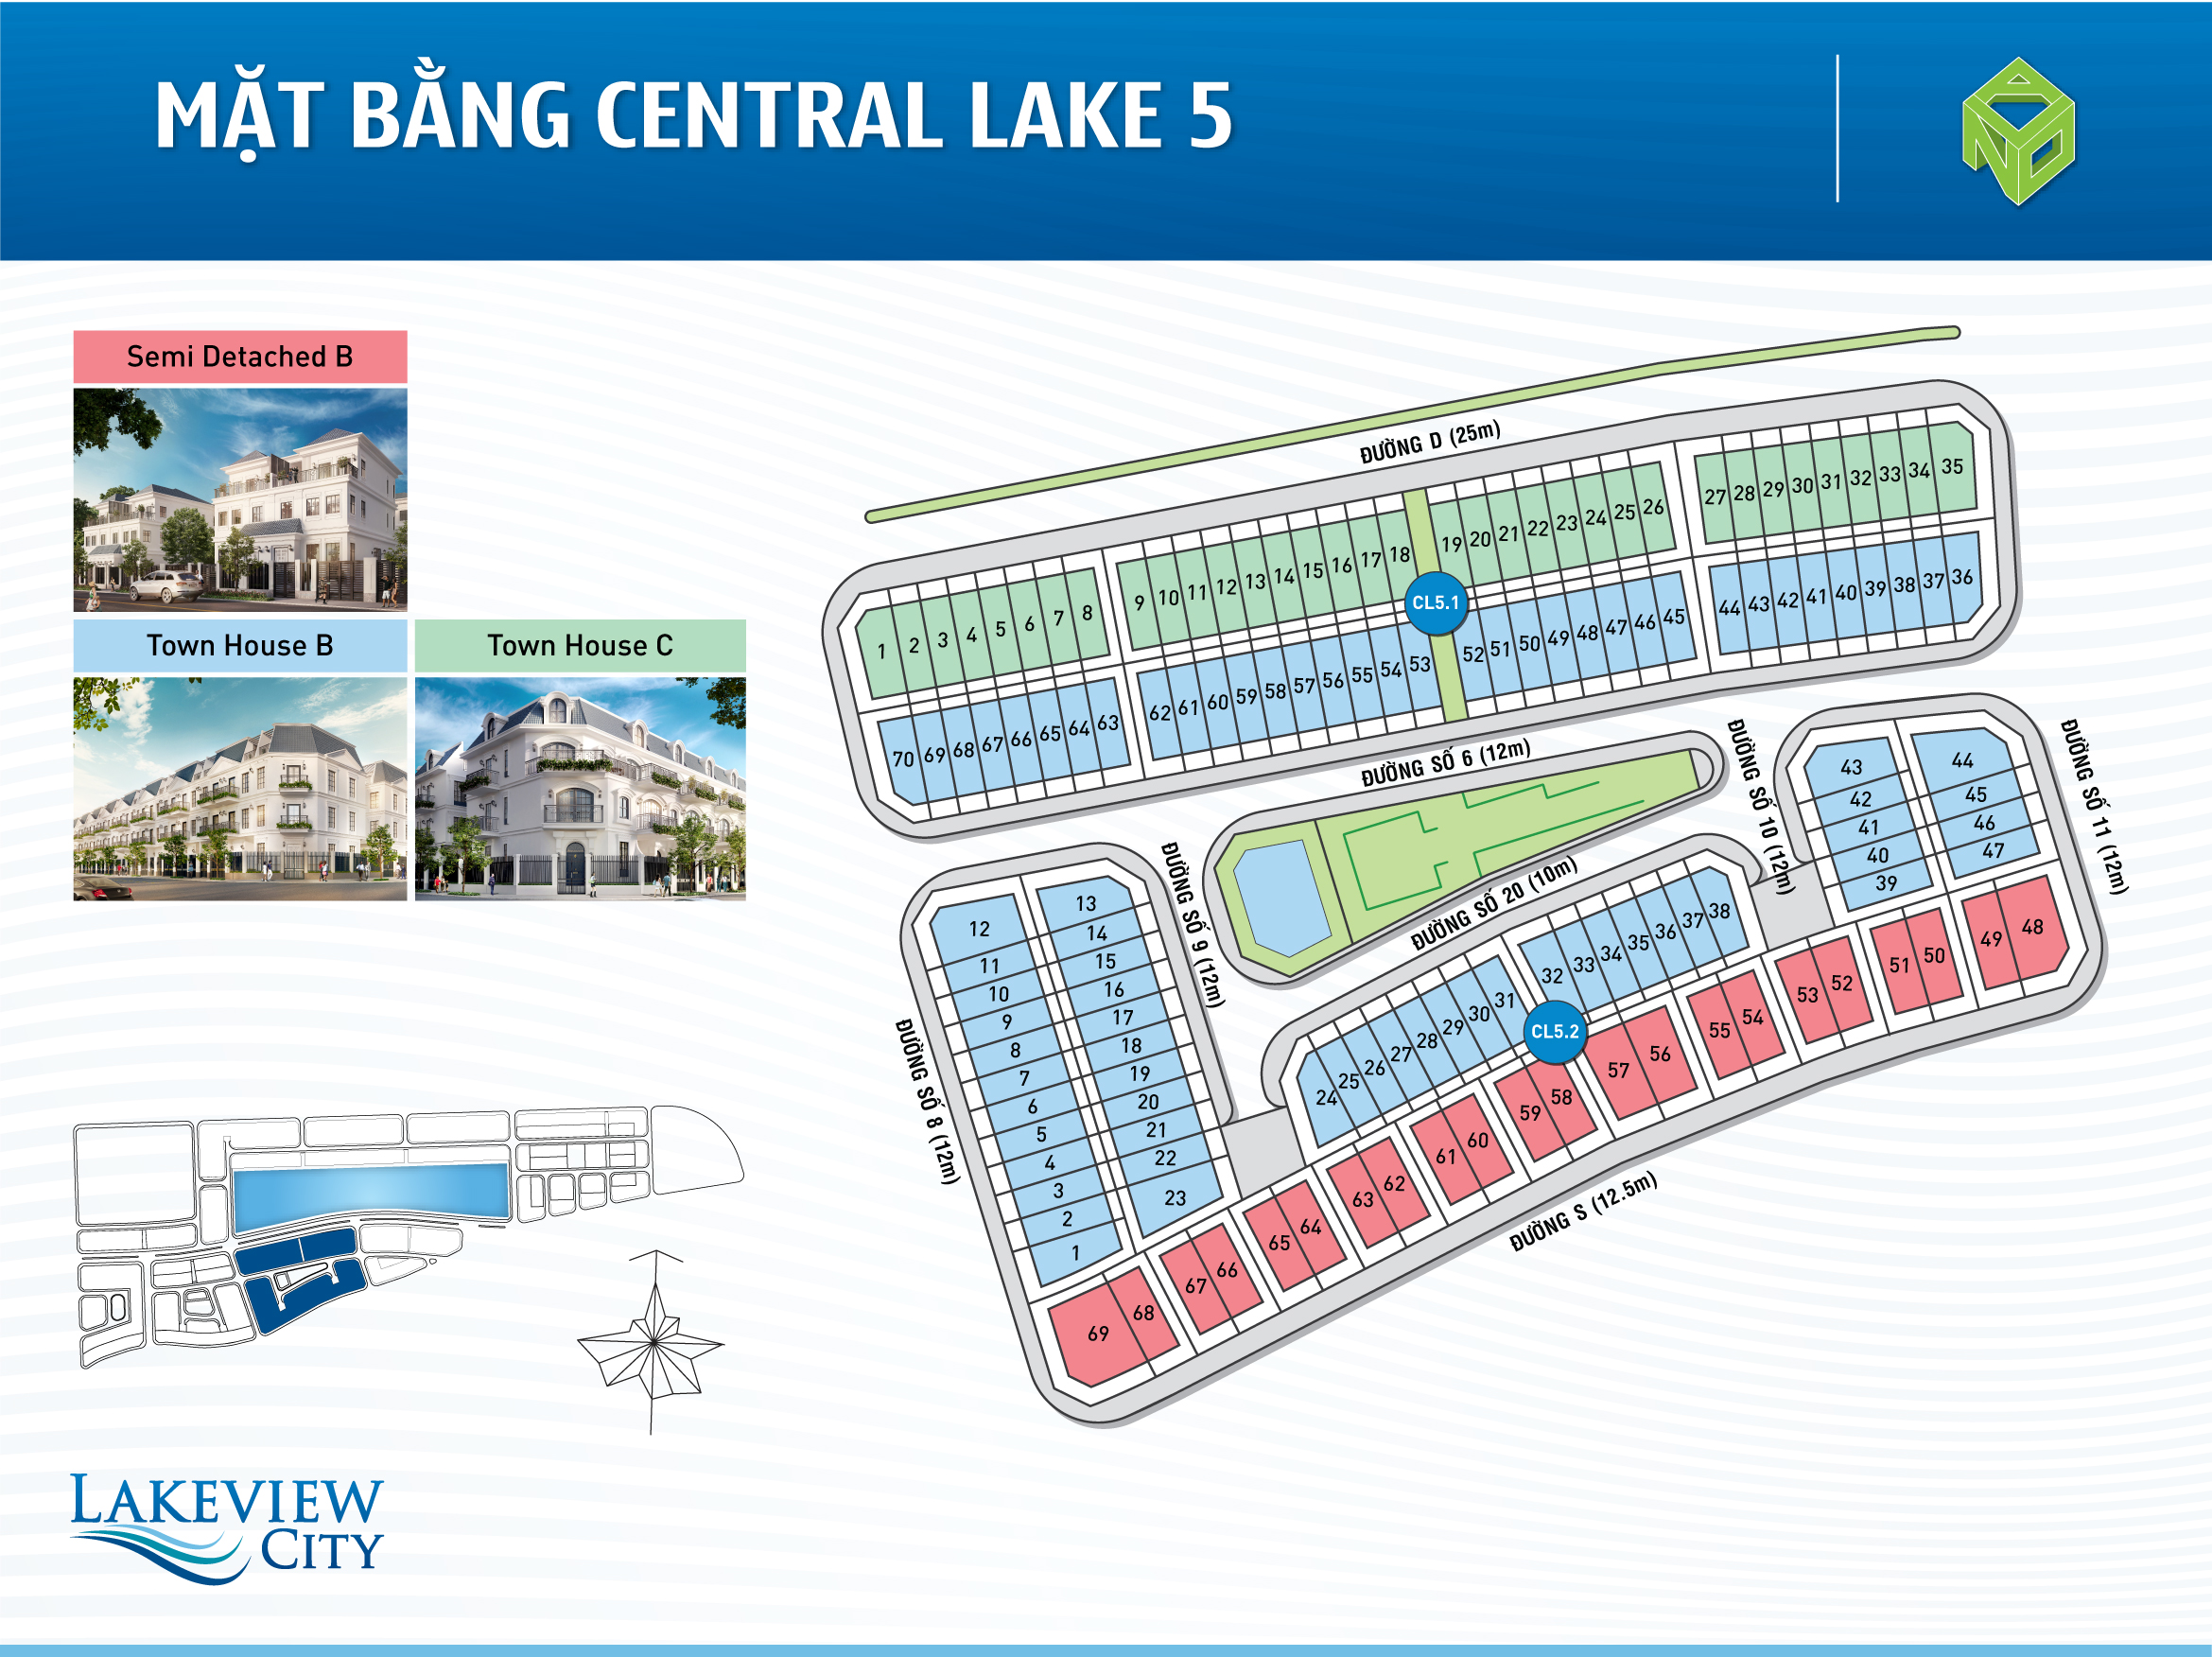 MẶT BẰNG CENTRAL LAKE 5
AND
Semi Detached B
Town House B
Town House C
ĐƯỜNG D (25m)
1 2 3 4 5 6 7 8 9 10 11 12 13 14 15 16 17 18 19 20 21 22 23 24 25 26 27 28 29 30 31 32 33 34 35
CL5.1
70 69 68 67 66 65 64 63 62 61 60 59 58 57 56 55 54 53 52 51 50 49 48 47 46 45 44 43 42 41 40 39 38 37 36
ĐƯỜNG SỐ 6 (12m)
ĐƯỜNG SỐ 10 (12m)
ĐƯỜNG SỐ 11 (12m)
ĐƯỜNG SỐ 9 (12m)
ĐƯỜNG SỐ 20 (10m)
ĐƯỜNG SỐ 8 (12m)
43 44
42 45
41 46
40 47
39
12 13
11 14
10 15
9 16
8 17
7 18
6 19
5 20
4 21
3 22
2 23
1
24 25 26 27 28 29 30 31 32 33 34 35 36 37 38
CL5.2
69 68 67 66 65 64 63 62 61 60 59 58 57 56 55 54 53 52 51 50 49 48
ĐƯỜNG S (12.5m)
LAKEVIEW
CITY